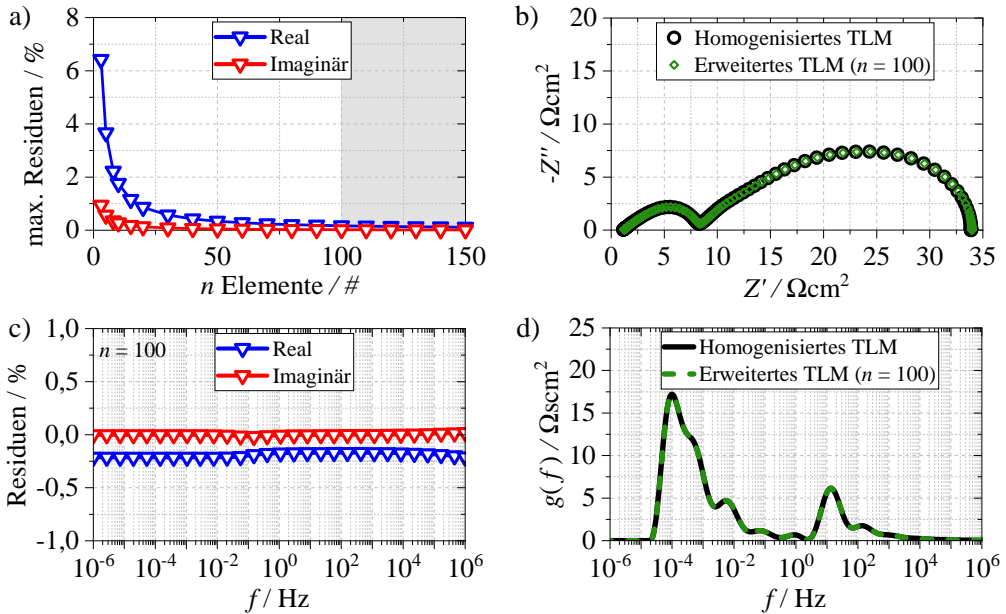 a)
8
6
4
2
0
max. Residuen / %
Real
Imaginär
0
50
100
150
n Elemente / #
b)
20
15
10
5
0
-Z'' / Ωcm²
Homogenisiertes TLM
Erweitertes TLM (n = 100)
0
5
10
15
20
25
30
35
Z' / Ωcm²
c)
1,0
0,5
0,0
-0,5
-1,0
Residuen / %
n = 100
Real
Imaginär
10⁻⁶
10⁻⁴
10⁻²
10⁰
10²
10⁴
10⁶
f / Hz
d)
25
20
15
10
5
0
g(f) / Ωscm²
Homogenisiertes TLM
Erweitertes TLM (n = 100)
10⁻⁶
10⁻⁴
10⁻²
10⁰
10²
10⁴
10⁶
f / Hz